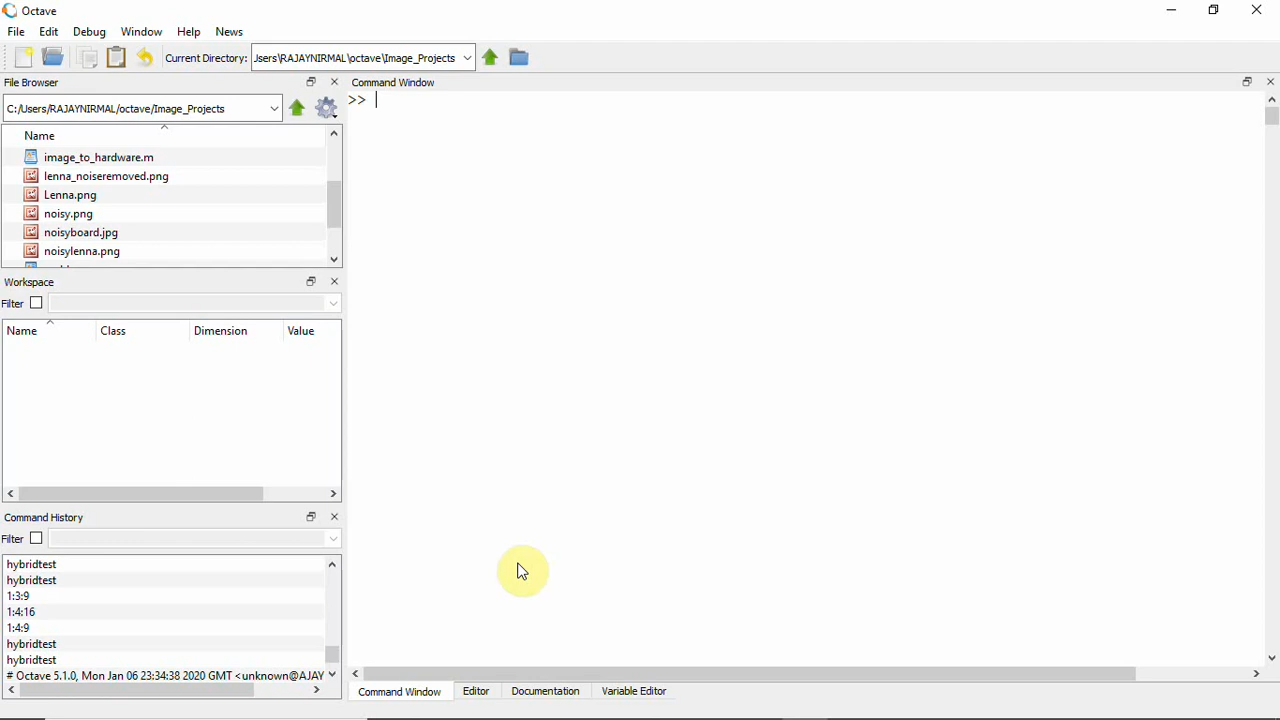 Octave
File Edit Debug Window Help News
Current Directory: Jsers\RAJAYNIRMAL\octave\Image_Projects
File Browser
C:/Users/RAJAYNIRMAL/octave/Image_Projects
Name
image_to_hardware.m
lenna_noiseremoved.png
Lenna.png
noisy.png
noisyboard.jpg
noisylenna.png
Workspace
Filter
Name Class Dimension Value
Command History
Filter
hybridtest
hybridtest
1:3:9
1:4:16
1:4:9
hybridtest
hybridtest
# Octave 5.1.0, Mon Jan 06 23:34:38 2020 GMT <unknown@AJAY
Command Window
>>
Command Window Editor Documentation Variable Editor